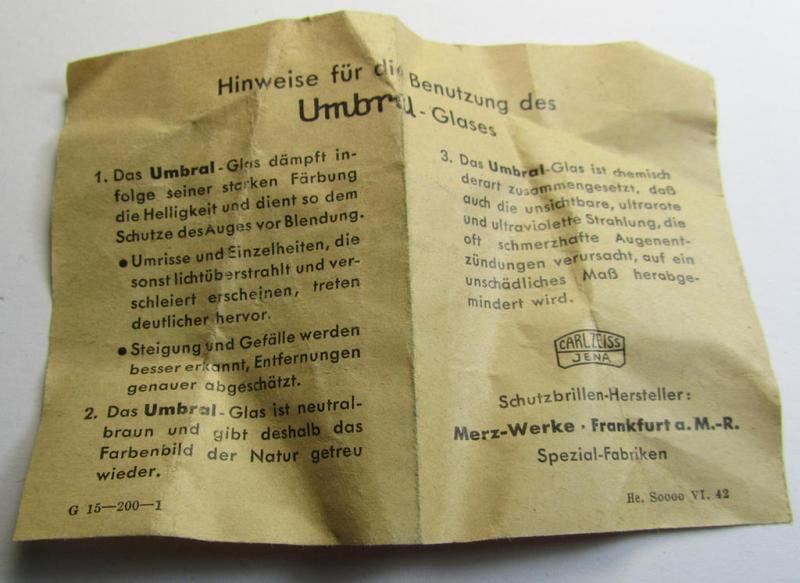 Hinweise für die Benutzung des
Umbral-Glases
1. Das Umbral-Glas dämpft in-
folge seiner starken Färbung
die Helligkeit und dient so dem
Schutze des Auges vor Blendung.
• Umrisse und Einzelheiten, die
sonst lichtüberstrahlt und ver-
schleiert erscheinen, treten
deutlicher hervor.
• Steigung und Gefälle werden
besser erkannt, Entfernungen
genauer abgeschätzt.
2. Das Umbral-Glas ist neutral-
braun und gibt deshalb das
Farbenbild der Natur getreu
wieder.
G 15—200—1
3. Das Umbral-Glas ist chemisch
derart zusammengesetzt, daß
auch die unsichtbare, ultrarote
und ultraviolette Strahlung, die
oft schmerzhafte Augenent-
zündungen verursacht, auf ein
unschädliches Maß herabge-
mindert wird.
CARL ZEISS
JENA
Schutzbrillen-Hersteller:
Merz-Werke · Frankfurt a. M.-R.
Spezial-Fabriken
He. 50000 VI. 42